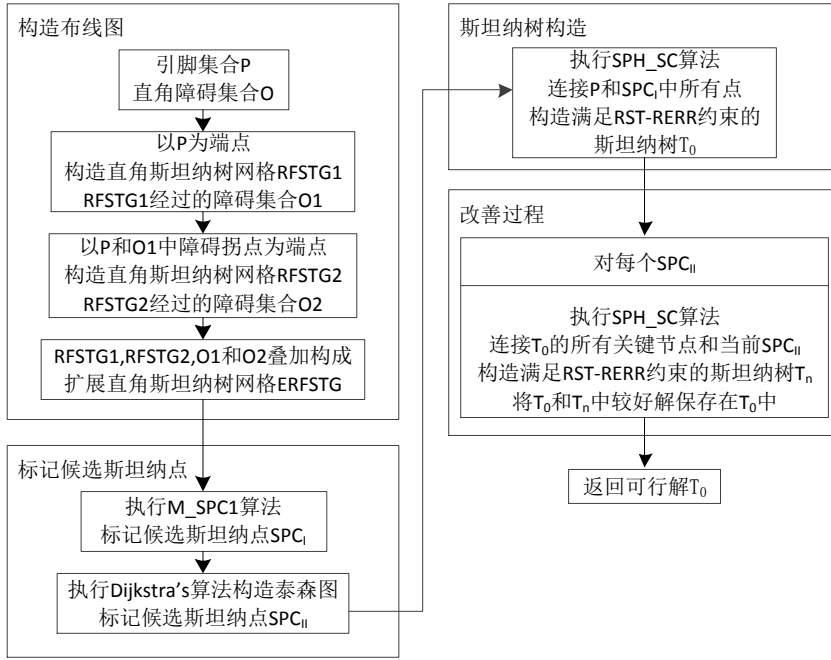 构造布线图
引脚集合P
直角障碍集合O
以P为端点
构造直角斯坦纳树网格RFSTG1
RFSTG1经过的障碍集合O1
以P和O1中障碍拐点为端点
构造直角斯坦纳树网格RFSTG2
RFSTG2经过的障碍集合O2
RFSTG1,RFSTG2,O1和O2叠加构成
扩展直角斯坦纳树网格ERFSTG
标记候选斯坦纳点
执行M_SPC1算法
标记候选斯坦纳点SPCI
执行Dijkstra's算法构造泰森图
标记候选斯坦纳点SPCII
斯坦纳树构造
执行SPH_SC算法
连接P和SPCI中所有点
构造满足RST-RERR约束的
斯坦纳树T0
改善过程
对每个SPCII
执行SPH_SC算法
连接T0的所有关键节点和当前SPCII
构造满足RST-RERR约束的斯坦纳树Tn
将T0和Tn中较好解保存在T0中
返回可行解T0